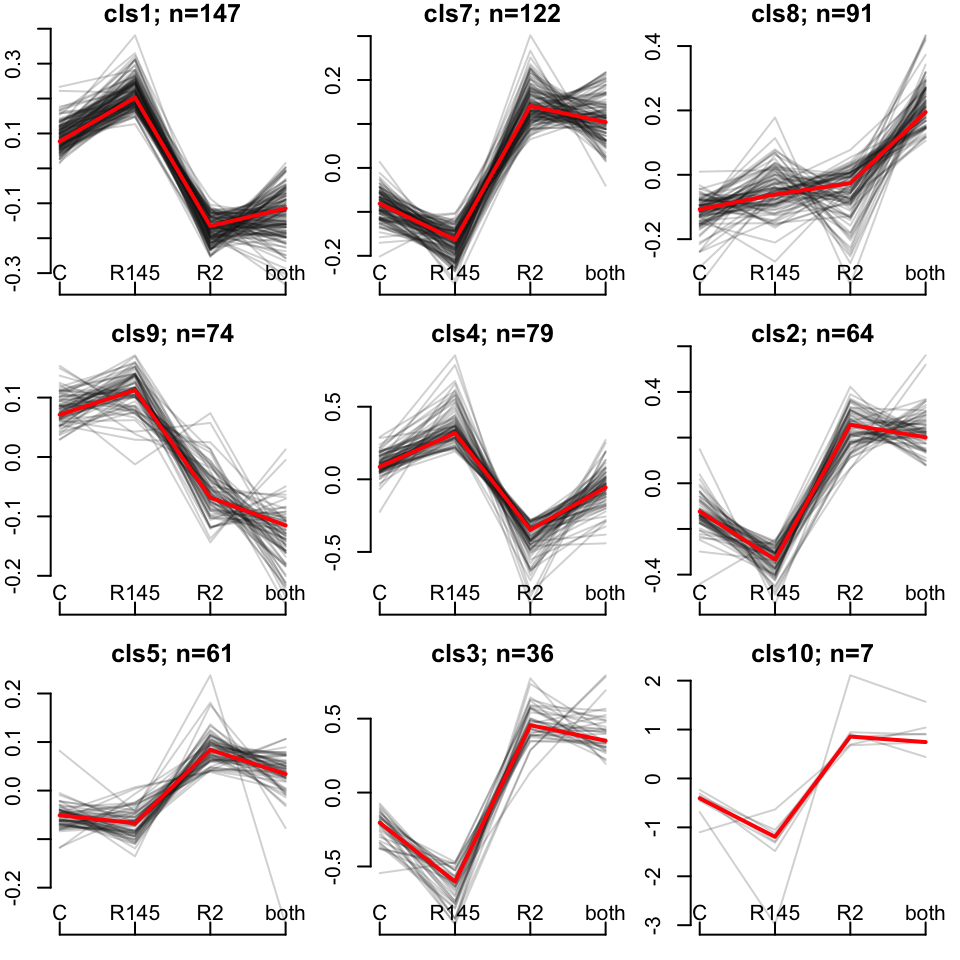 cls1; n=147
0.3
0.1
-0.1
-0.3
C R145 R2 both
cls7; n=122
0.2
0.0
-0.2
C R145 R2 both
cls8; n=91
0.4
0.2
0.0
-0.2
C R145 R2 both
cls9; n=74
0.1
0.0
-0.1
-0.2
C R145 R2 both
cls4; n=79
0.5
0.0
-0.5
C R145 R2 both
cls2; n=64
0.4
0.0
-0.4
C R145 R2 both
cls5; n=61
0.2
0.1
0.0
-0.2
C R145 R2 both
cls3; n=36
0.5
0.0
-0.5
C R145 R2 both
cls10; n=7
2
1
0
-1
-2
-3
C R145 R2 both